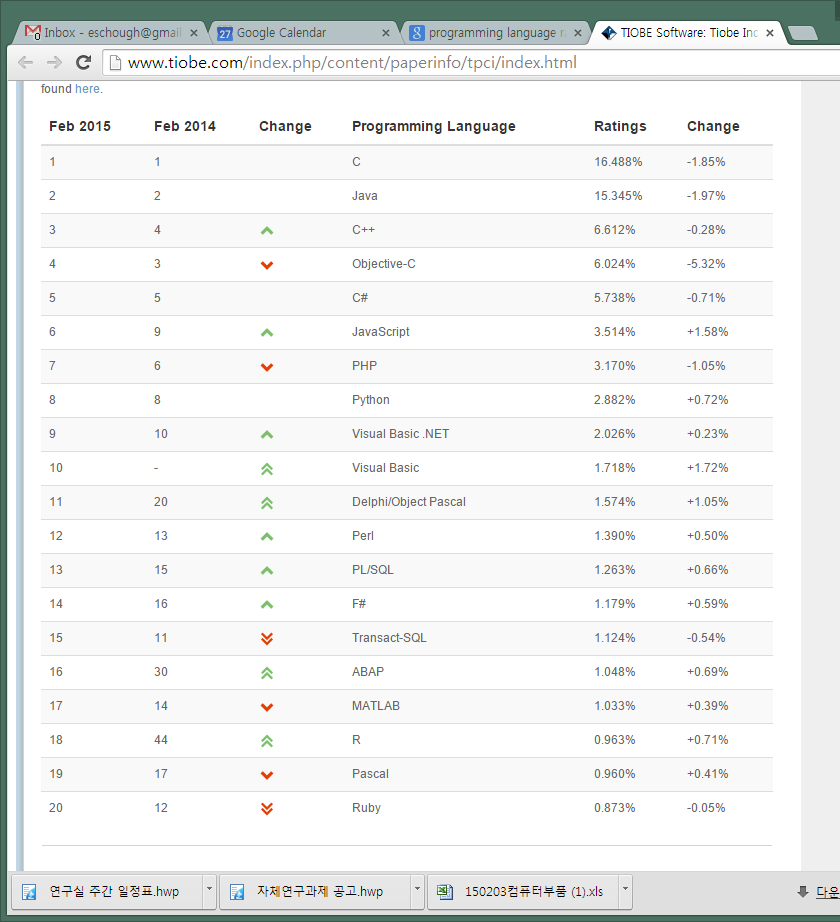 Inbox - eschough@gmail
Google Calendar
programming language r
TIOBE Software: Tiobe Inc
27
www.tiobe.com/index.php/content/paperinfo/tpci/index.html
found here.
Feb 2015 Feb 2014 Change Programming Language Ratings Change
1 1 C 16.488% -1.85%
2 2 Java 15.345% -1.97%
3 4 C++ 6.612% -0.28%
4 3 Objective-C 6.024% -5.32%
5 5 C# 5.738% -0.71%
6 9 JavaScript 3.514% +1.58%
7 6 PHP 3.170% -1.05%
8 8 Python 2.882% +0.72%
9 10 Visual Basic .NET 2.026% +0.23%
10 - Visual Basic 1.718% +1.72%
11 20 Delphi/Object Pascal 1.574% +1.05%
12 13 Perl 1.390% +0.50%
13 15 PL/SQL 1.263% +0.66%
14 16 F# 1.179% +0.59%
15 11 Transact-SQL 1.124% -0.54%
16 30 ABAP 1.048% +0.69%
17 14 MATLAB 1.033% +0.39%
18 44 R 0.963% +0.71%
19 17 Pascal 0.960% +0.41%
20 12 Ruby 0.873% -0.05%
연구실 주간 일정표.hwp
자체연구과제 공고.hwp
150203컴퓨터부품 (1).xls
다운